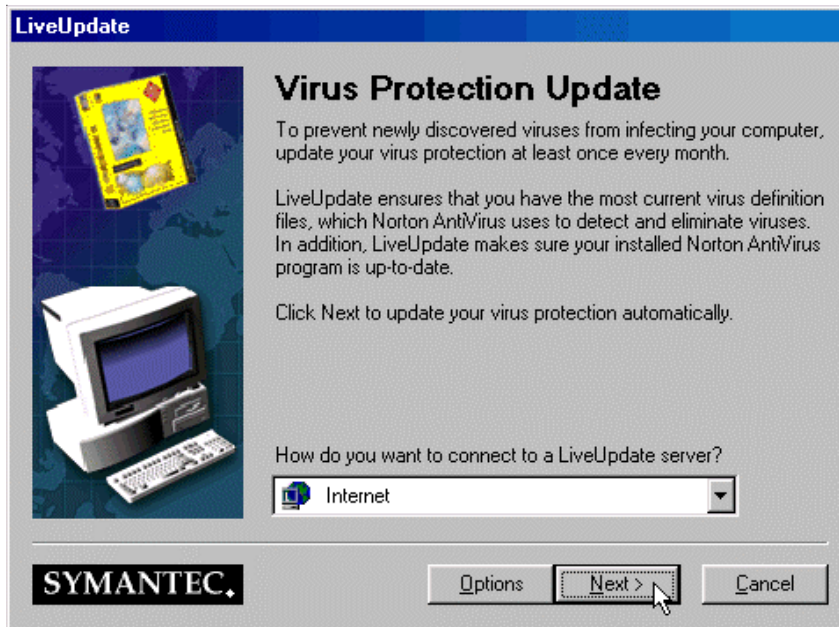 LiveUpdate
Virus Protection Update
To prevent newly discovered viruses from infecting your computer,
update your virus protection at least once every month.
LiveUpdate ensures that you have the most current virus definition
files, which Norton AntiVirus uses to detect and eliminate viruses.
In addition, LiveUpdate makes sure your installed Norton AntiVirus
program is up-to-date.
Click Next to update your virus protection automatically.
How do you want to connect to a LiveUpdate server?
Internet
SYMANTEC.
Options
Next >
Cancel